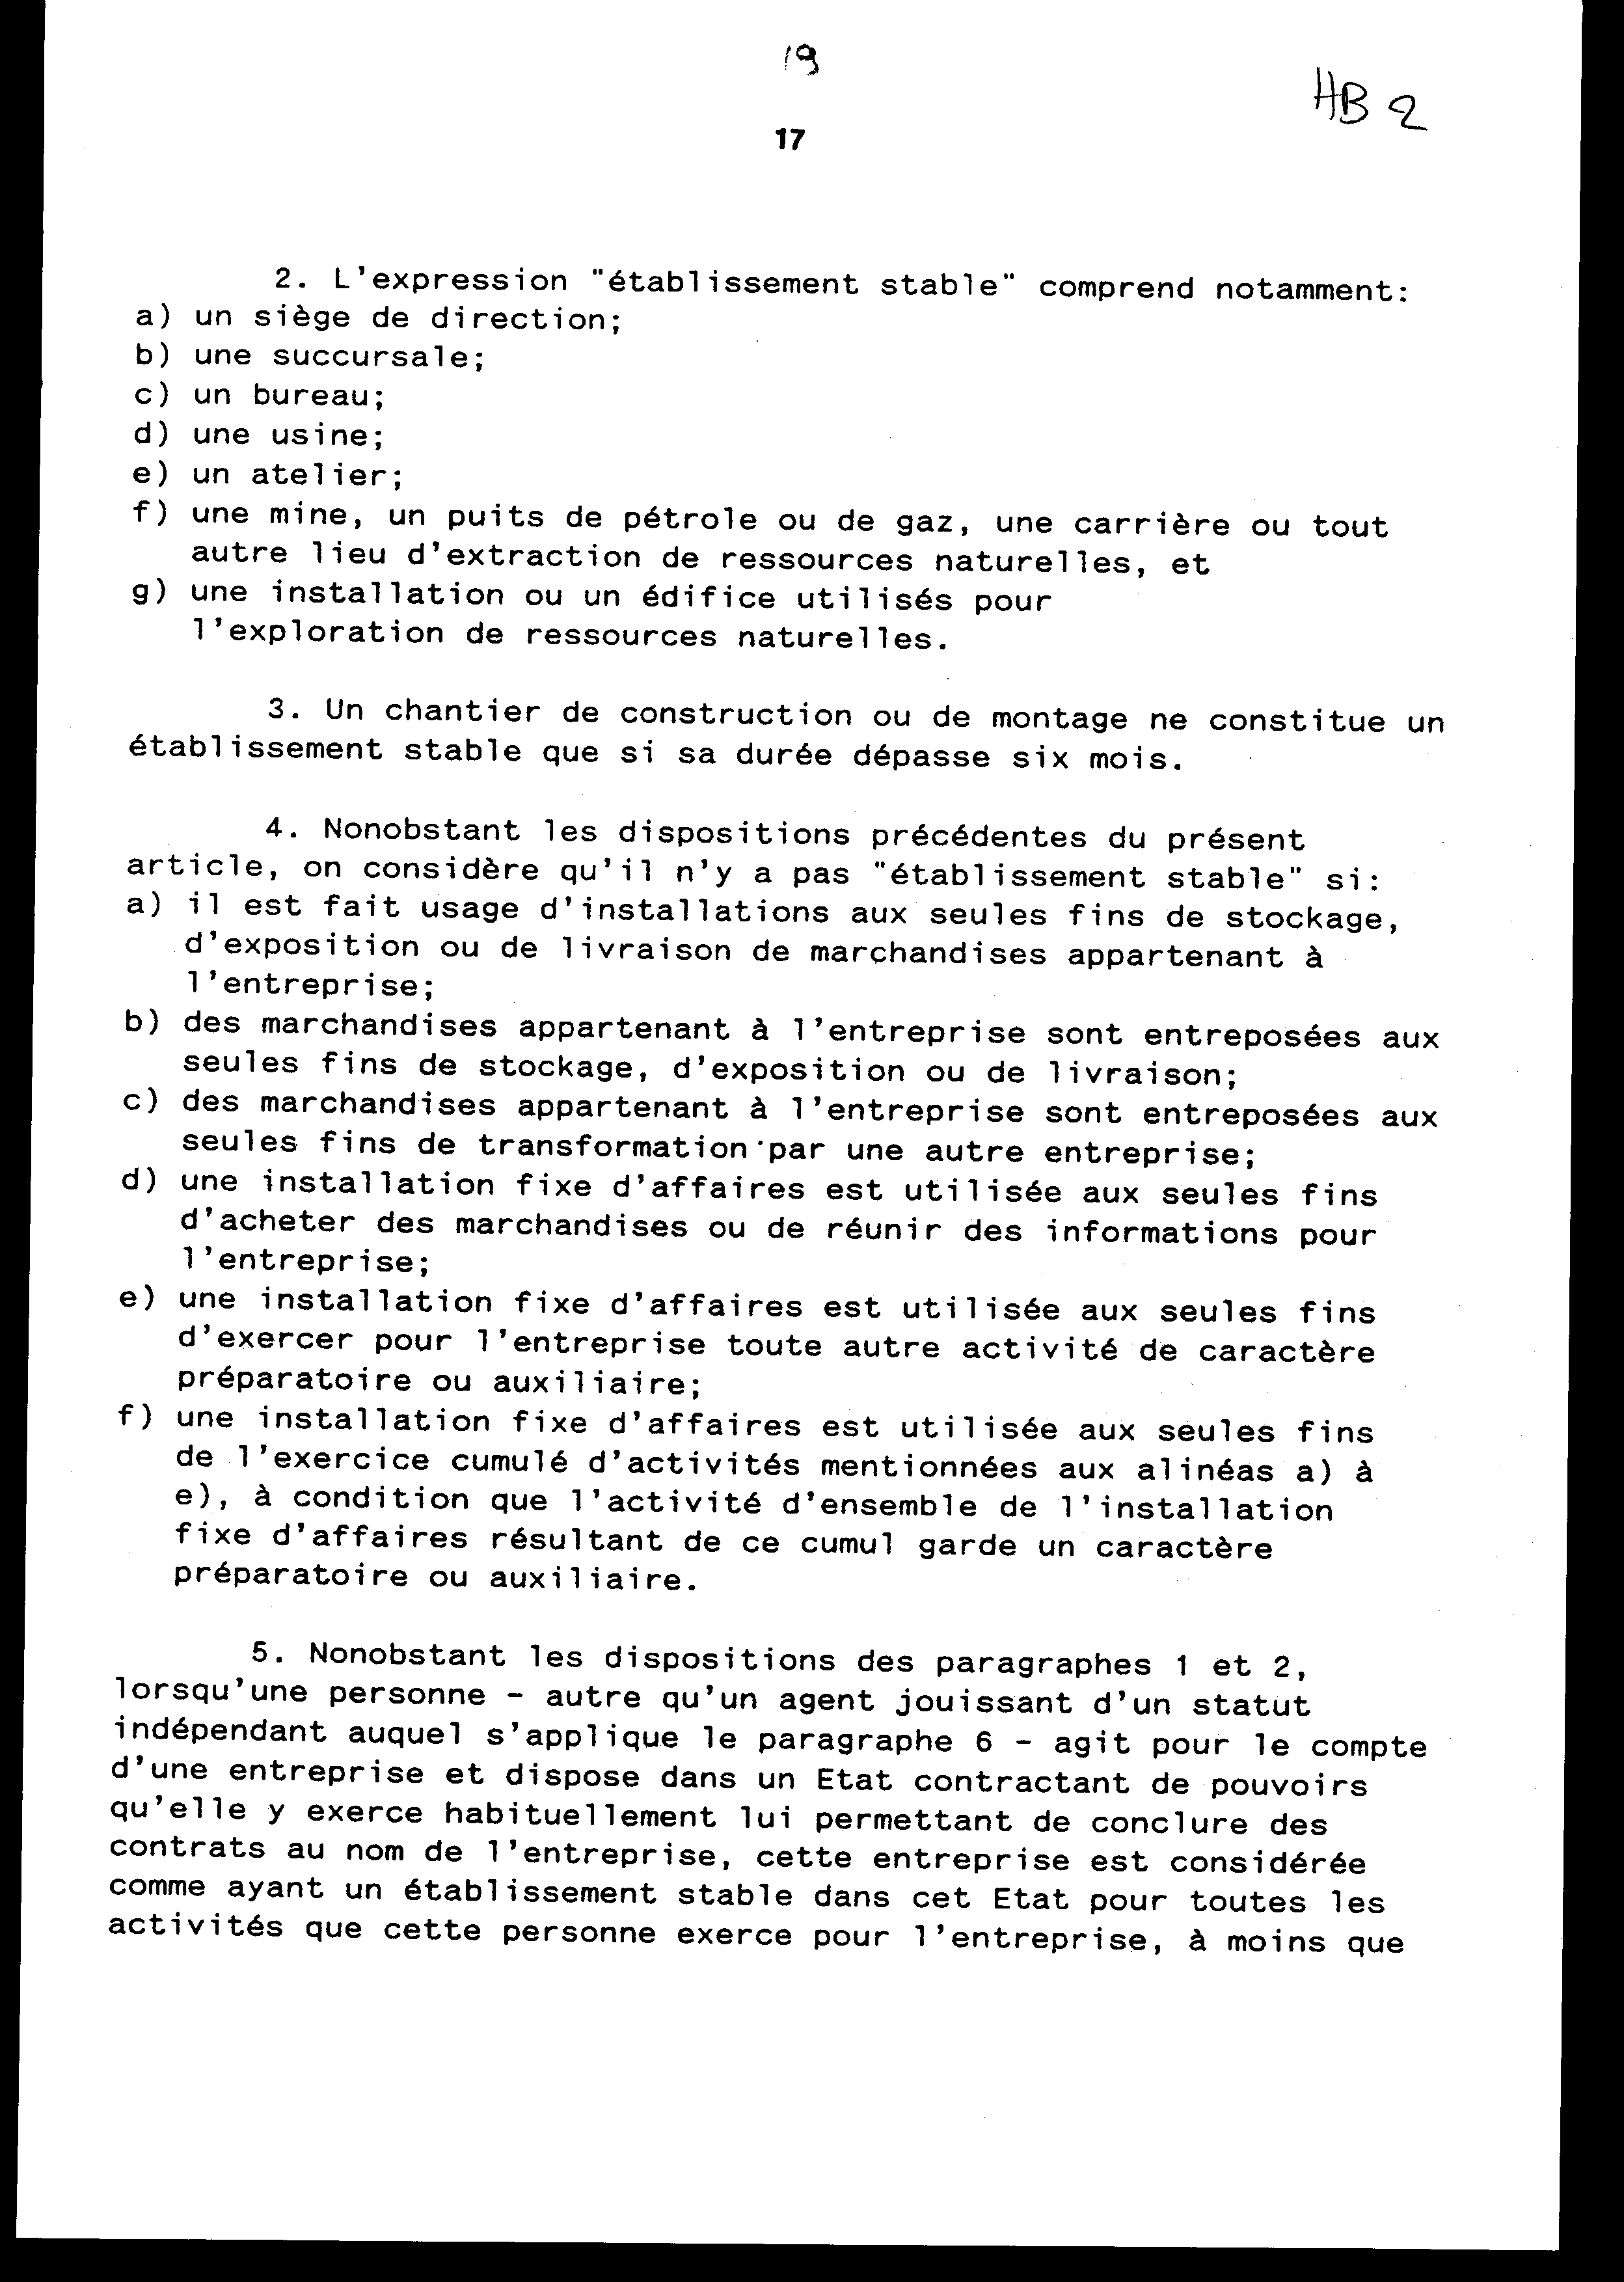 19
HB 2
17
2. L'expression "établissement stable" comprend notamment:
a) un siège de direction;
b) une succursale;
c) un bureau;
d) une usine;
e) un atelier;
f) une mine, un puits de pétrole ou de gaz, une carrière ou tout
autre lieu d'extraction de ressources naturelles, et
g) une installation ou un édifice utilisés pour
l'exploration de ressources naturelles.
3. Un chantier de construction ou de montage ne constitue un
établissement stable que si sa durée dépasse six mois.
4. Nonobstant les dispositions précédentes du présent
article, on considère qu'il n'y a pas "établissement stable" si:
a) il est fait usage d'installations aux seules fins de stockage,
d'exposition ou de livraison de marchandises appartenant à
l'entreprise;
b) des marchandises appartenant à l'entreprise sont entreposées aux
seules fins de stockage, d'exposition ou de livraison;
c) des marchandises appartenant à l'entreprise sont entreposées aux
seules fins de transformation par une autre entreprise;
d) une installation fixe d'affaires est utilisée aux seules fins
d'acheter des marchandises ou de réunir des informations pour
l'entreprise;
e) une installation fixe d'affaires est utilisée aux seules fins
d'exercer pour l'entreprise toute autre activité de caractère
préparatoire ou auxiliaire;
f) une installation fixe d'affaires est utilisée aux seules fins
de l'exercice cumulé d'activités mentionnées aux alinéas a) à
e), à condition que l'activité d'ensemble de l'installation
fixe d'affaires résultant de ce cumul garde un caractère
préparatoire ou auxiliaire.
5. Nonobstant les dispositions des paragraphes 1 et 2,
lorsqu'une personne - autre qu'un agent jouissant d'un statut
indépendant auquel s'applique le paragraphe 6 - agit pour le compte
d'une entreprise et dispose dans un Etat contractant de pouvoirs
qu'elle y exerce habituellement lui permettant de conclure des
contrats au nom de l'entreprise, cette entreprise est considérée
comme ayant un établissement stable dans cet Etat pour toutes les
activités que cette personne exerce pour l'entreprise, à moins que